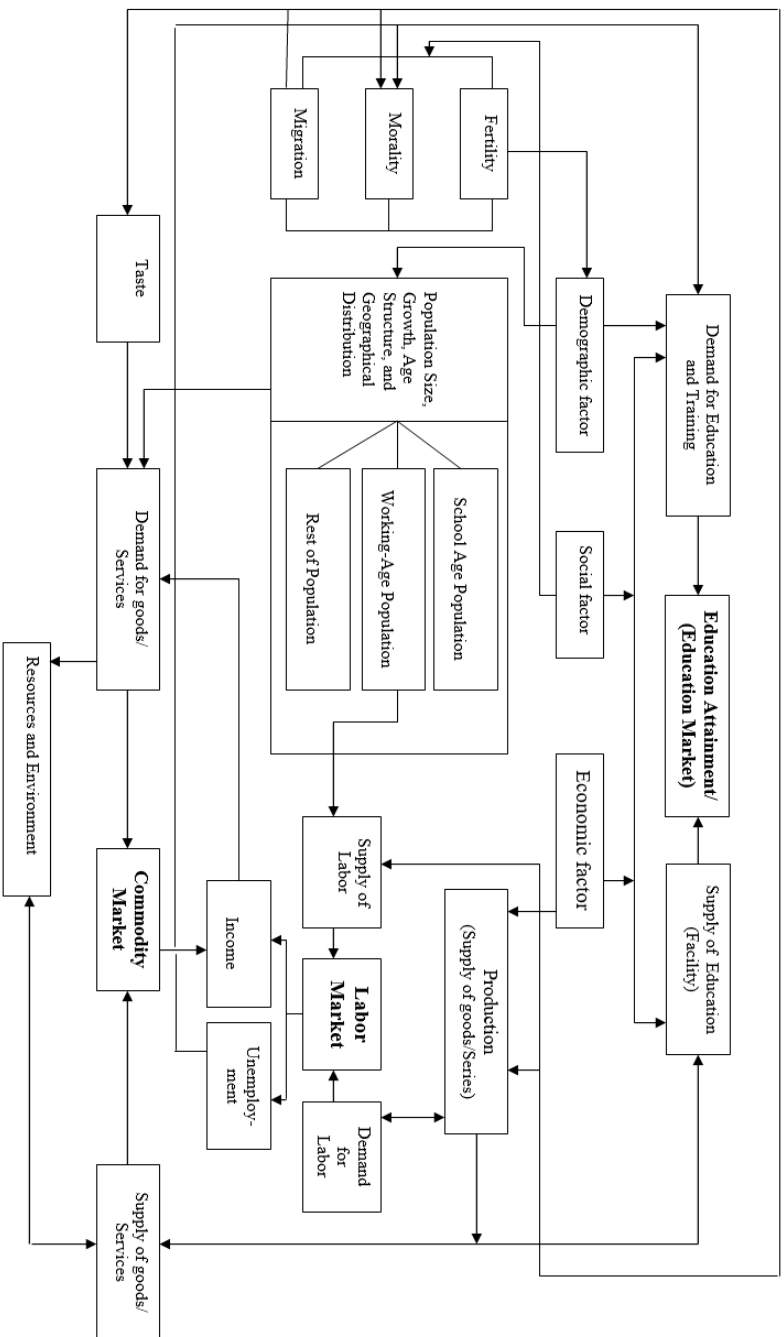 Demand for Education
and Training
Education Attainment/
(Education Market)
Supply of Education
(Facility)
Demographic factor
Social factor
Economic factor
Fertility
Morality
Migration
Population Size,
Growth, Age
Structure, and
Geographical
Distribution
School Age Population
Working-Age Population
Rest of Population
Production
(Supply of goods/Series)
Supply of
Labor
Labor
Market
Demand
for
Labor
Income
Unemploy-
ment
Taste
Demand for goods/
Services
Commodity
Market
Supply of goods/
Services
Resources and Environment